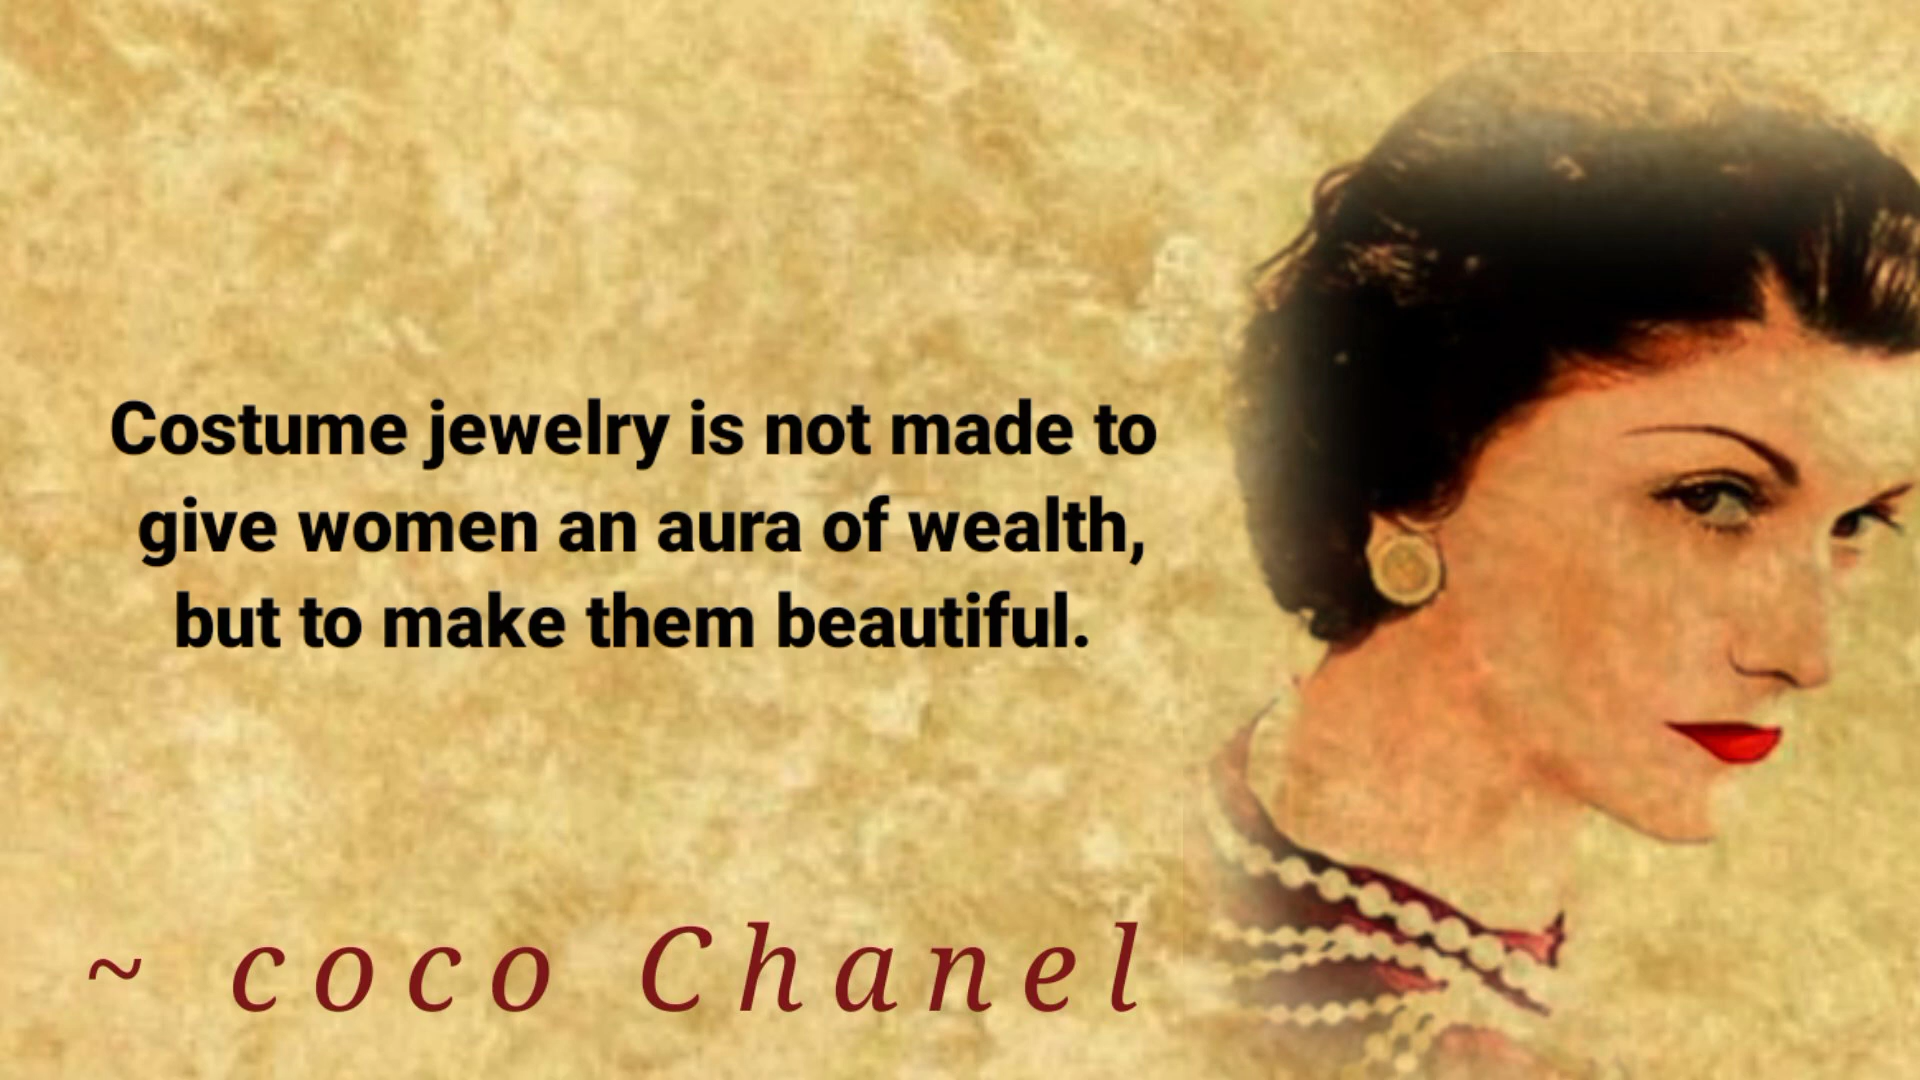 Costume jewelry is not made to
give women an aura of wealth,
but to make them beautiful.
~ coco Chanel